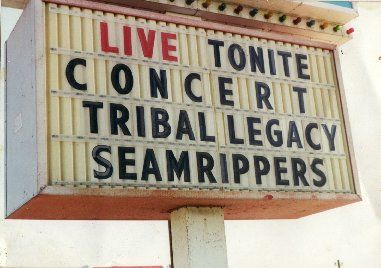 LIVE TONITE
CONCERT
TRIBAL LEGACY
SEAMRIPPERS